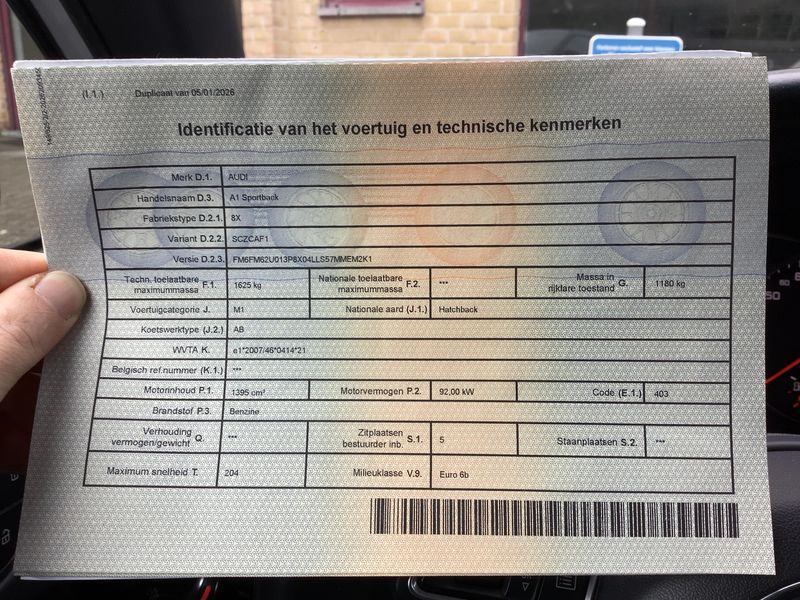 (I.1.) Duplicaat van 05/01/2026
Identificatie van het voertuig en technische kenmerken
Merk D.1. AUDI
Handelsnaam D.3. A1 Sportback
Fabriekstype D.2.1. 8X
Variant D.2.2. SCZCAF1
Versie D.2.3. FM6FM62U013P8X04LLS57MMEM2K1
Techn. toelaatbare maximummassa F.1. 1625 kg Nationale toelaatbare maximummassa F.2. *** Massa in rijklare toestand G. 1180 kg
Voertuigcategorie J. M1 Nationale aard (J.1.) Hatchback
Koetswerktype (J.2.) AB
WVTA K. e1*2007/46*0414*21
Belgisch ref.nummer (K.1.) ***
Motorinhoud P.1. 1395 cm³ Motorvermogen P.2. 92,00 kW Code (E.1.) 403
Brandstof P.3. Benzine
Verhouding vermogen/gewicht Q. *** Zitplaatsen bestuurder inb. S.1. 5 Staanplaatsen S.2. ***
Maximum snelheid T. 204 Milieuklasse V.9. Euro 6b